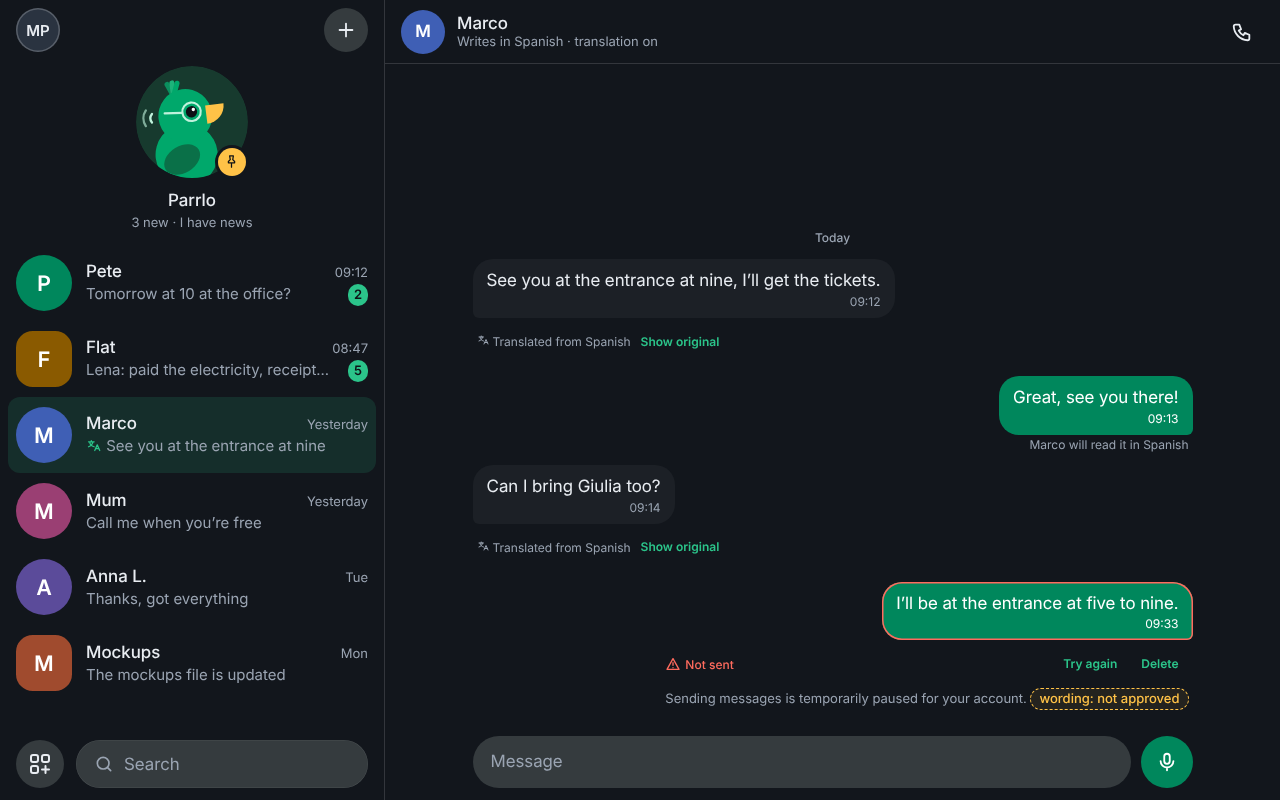 MP
Parrlo
3 new · I have news
P
Pete
09:12
Tomorrow at 10 at the office?
2
F
Flat
08:47
Lena: paid the electricity, receipt…
5
M
Marco
Yesterday
See you at the entrance at nine
M
Mum
Yesterday
Call me when you’re free
A
Anna L.
Tue
Thanks, got everything
M
Mockups
Mon
The mockups file is updated
Search
M
Marco
Writes in Spanish · translation on
Today
See you at the entrance at nine, I’ll get the tickets.
09:12
Translated from Spanish Show original
Great, see you there!
09:13
Marco will read it in Spanish
Can I bring Giulia too?
09:14
Translated from Spanish Show original
I’ll be at the entrance at five to nine.
09:33
Not sent
Try again Delete
Sending messages is temporarily paused for your account. wording: not approved
Message